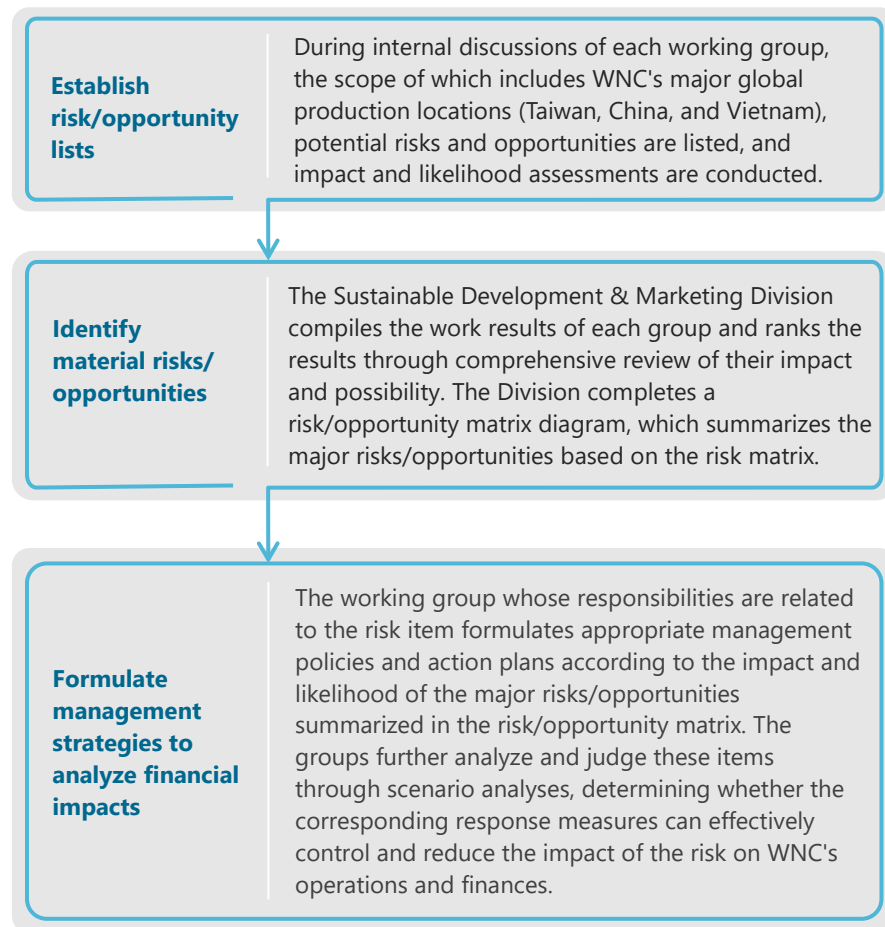 Establish
risk/opportunity
lists
During internal discussions of each working group,
the scope of which includes WNC's major global
production locations (Taiwan, China, and Vietnam),
potential risks and opportunities are listed, and
impact and likelihood assessments are conducted.
Identify
material risks/
opportunities
The Sustainable Development & Marketing Division
compiles the work results of each group and ranks the
results through comprehensive review of their impact
and possibility. The Division completes a
risk/opportunity matrix diagram, which summarizes the
major risks/opportunities based on the risk matrix.
Formulate
management
strategies to
analyze financial
impacts
The working group whose responsibilities are related
to the risk item formulates appropriate management
policies and action plans according to the impact and
likelihood of the major risks/opportunities
summarized in the risk/opportunity matrix. The
groups further analyze and judge these items
through scenario analyses, determining whether the
corresponding response measures can effectively
control and reduce the impact of the risk on WNC's
operations and finances.